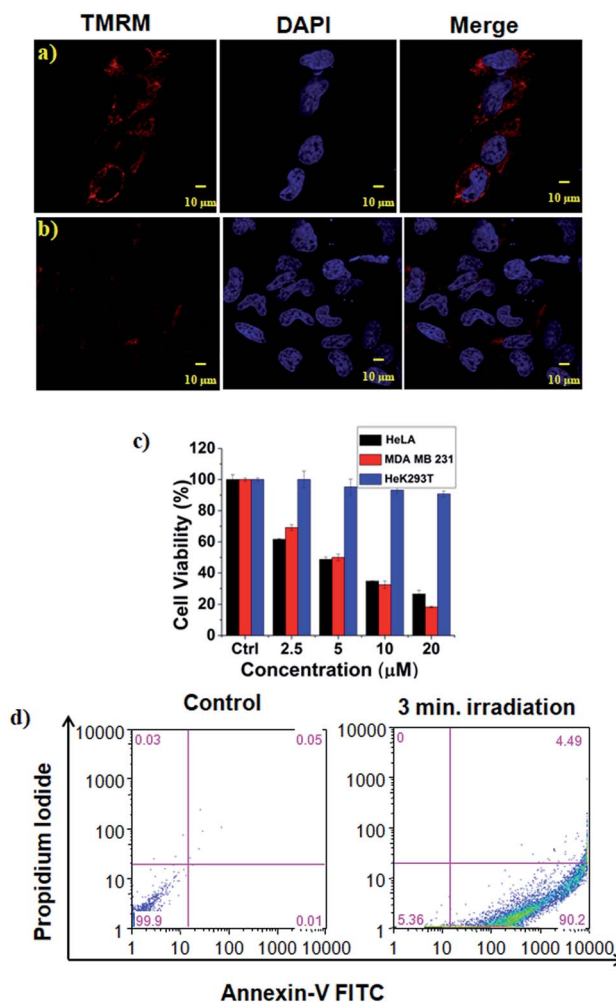 TMRM DAPI Merge
a)
10 µm 10 µm 10 µm
b)
10 µm 10 µm 10 µm
c)
HeLA
MDA MB 231
HeK293T
Cell Viability (%)
120
100
80
60
40
20
0
Ctrl 2.5 5 10 20
Concentration (µM)
d)
Control 3 min. irradiation
Propidium Iodide
10000 0.03 0.05 10000 0 4.49
1000 1000
100 100
10 10
1 99.9 0.01 1 5.36 90.2
1 10 100 1000 10000 1 10 100 1000 10000
Annexin-V FITC